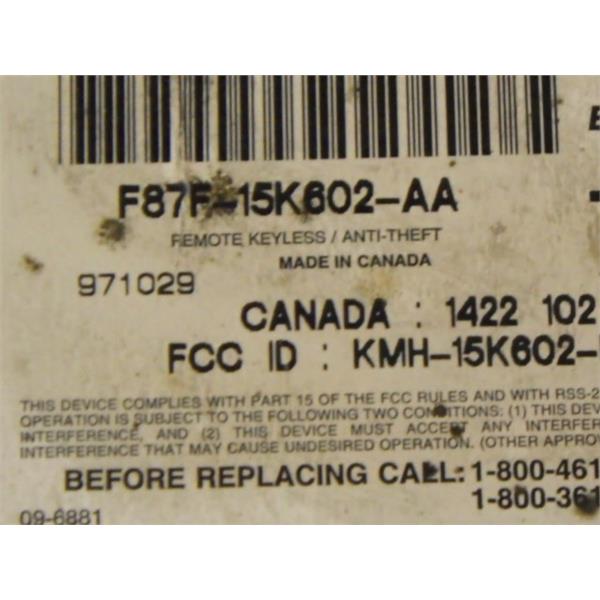 F87F-15K602-AA
REMOTE KEYLESS / ANTI-THEFT
MADE IN CANADA
971029
CANADA : 1422 102
FCC ID : KMH-15K602-
THIS DEVICE COMPLIES WITH PART 15 OF THE FCC RULES AND WITH RSS-2
OPERATION IS SUBJECT TO THE FOLLOWING TWO CONDITIONS: (1) THIS DEV
INTERFERENCE, AND (2) THIS DEVICE MUST ACCEPT ANY INTERFER
INTERFERENCE THAT MAY CAUSE UNDESIRED OPERATION. (OTHER APPROV
BEFORE REPLACING CALL: 1-800-461
1-800-361
09-6881